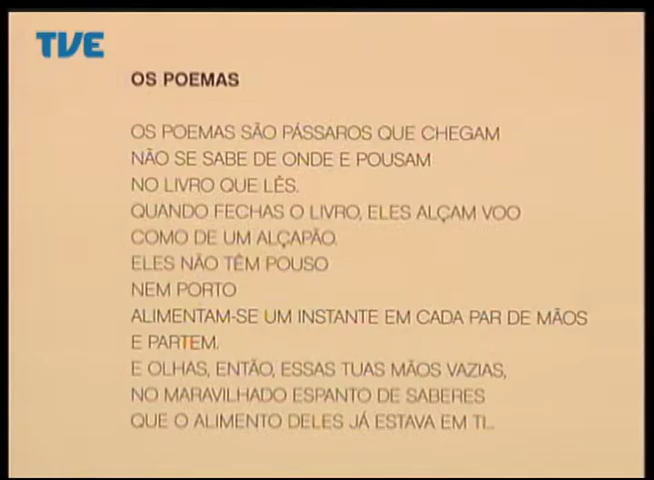 TVE
OS POEMAS
OS POEMAS SÃO PÁSSAROS QUE CHEGAM
NÃO SE SABE DE ONDE E POUSAM
NO LIVRO QUE LÊS.
QUANDO FECHAS O LIVRO, ELES ALÇAM VOO
COMO DE UM ALÇAPÃO.
ELES NÃO TÊM POUSO
NEM PORTO
ALIMENTAM-SE UM INSTANTE EM CADA PAR DE MÃOS
E PARTEM.
E OLHAS, ENTÃO, ESSAS TUAS MÃOS VAZIAS,
NO MARAVILHADO ESPANTO DE SABERES
QUE O ALIMENTO DELES JÁ ESTAVA EM TI...